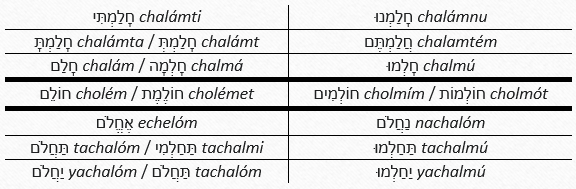 חָלַמְתִּי chalámti חָלַמְנוּ chalámnu
חָלַמְתָּ chalámta / חָלַמְתְּ chalámt חֲלַמְתֶּם chalamtém
חָלַם chalám / חָלְמָה chalmá חָלְמוּ chalmú
חוֹלֵם cholém / חוֹלֶמֶת cholémet חוֹלְמִים cholmím / חוֹלְמוֹת cholmót
אֶחֱלֹם echelóm נַחֲלֹם nachalóm
תַּחֲלֹם tachalóm / תַּחַלְמִי tachalmi תַּחַלְמוּ tachalmú
יַחֲלֹם yachalóm / תַּחֲלֹם tachalóm יַחַלְמוּ yachalmú